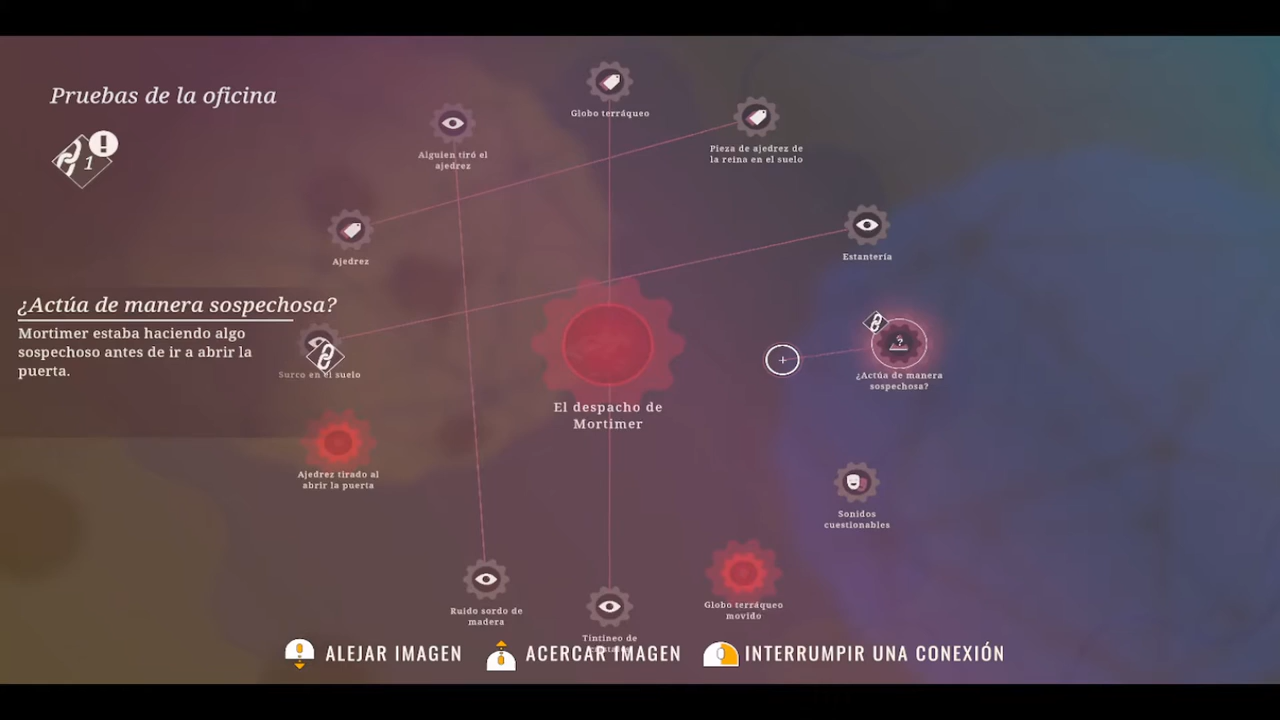 Pruebas de la oficina
1
Globo terráqueo
Alguien tiró el
ajedrez
Pieza de ajedrez de
la reina en el suelo
Ajedrez
Estantería
¿Actúa de manera sospechosa?
Mortimer estaba haciendo algo
sospechoso antes de ir a abrir la
puerta.
Surco en el suelo
¿Actúa de manera
sospechosa?
El despacho de
Mortimer
Ajedrez tirado al
abrir la puerta
Sonidos
cuestionables
Ruido sordo de
madera
Globo terráqueo
movido
Tintineo de
ALEJAR IMAGEN
ACERCAR IMAGEN
INTERRUMPIR UNA CONEXIÓN